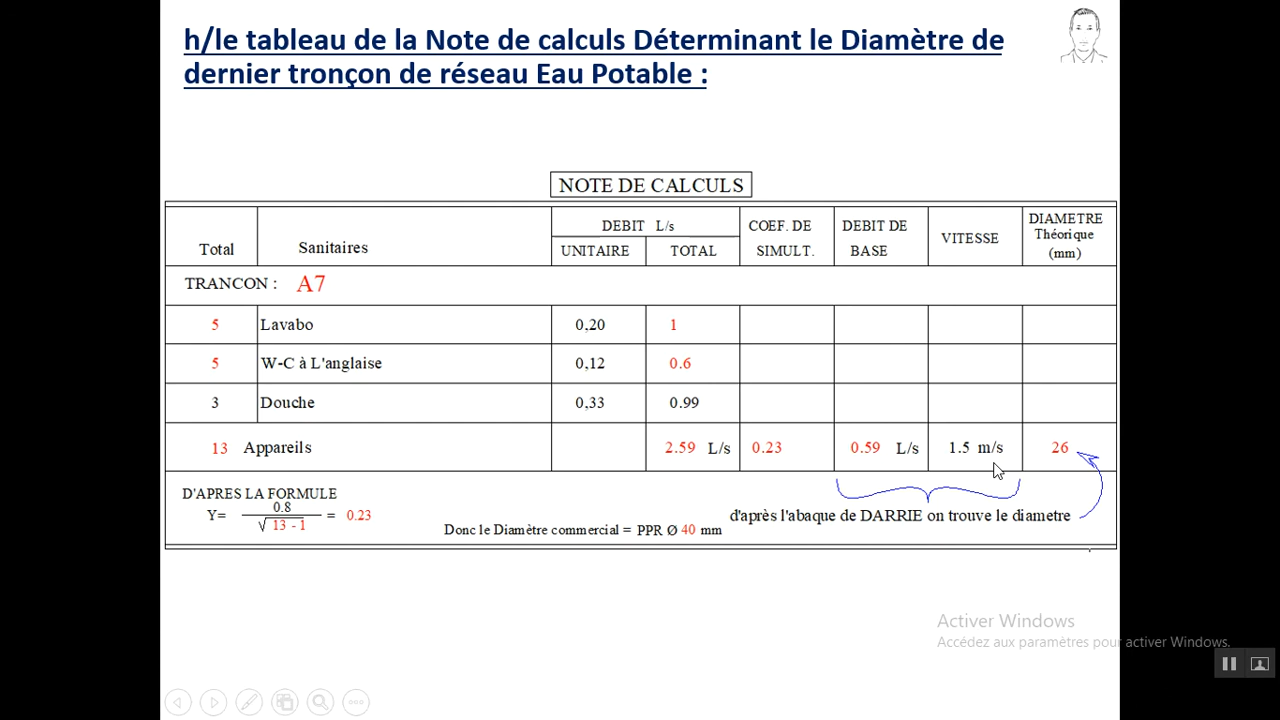 h/le tableau de la Note de calculs Déterminant le Diamètre de
dernier tronçon de réseau Eau Potable :
NOTE DE CALCULS
Total Sanitaires DEBIT L/s UNITAIRE TOTAL COEF. DE SIMULT. DEBIT DE BASE VITESSE DIAMETRE Théorique (mm)
TRANCON : A7
5 Lavabo 0,20 1
5 W-C à L'anglaise 0,12 0.6
3 Douche 0,33 0.99
13 Appareils 2.59 L/s 0.23 0.59 L/s 1.5 m/s 26
D'APRES LA FORMULE
Y= 0.8 / √ 13 - 1 = 0.23
Donc le Diamètre commercial = PPR Ø 40 mm
d'après l'abaque de DARRIE on trouve le diametre
Activer Windows
Accédez aux paramètres pour activer Windows.